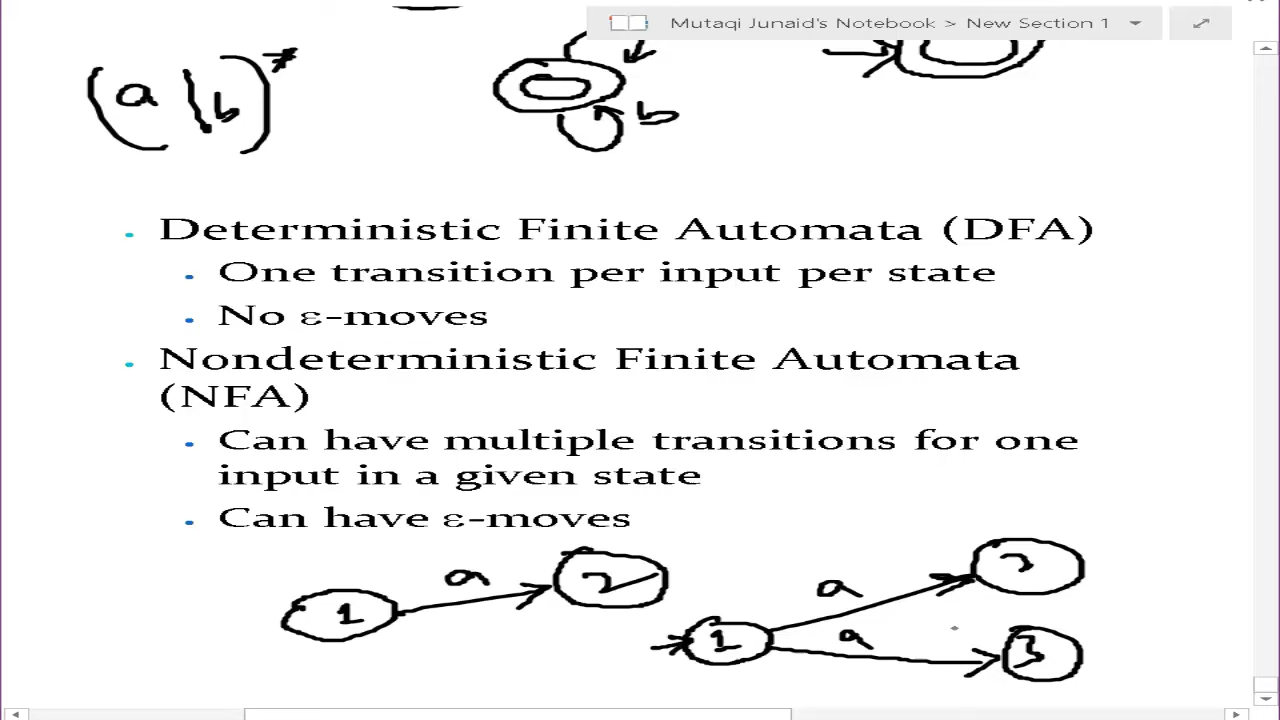 Mutaqi Junaid's Notebook > New Section 1
(a|b)*
b
Deterministic Finite Automata (DFA)
One transition per input per state
No ε-moves
Nondeterministic Finite Automata
(NFA)
Can have multiple transitions for one
input in a given state
Can have ε-moves
1 a 2
1 a
a 3